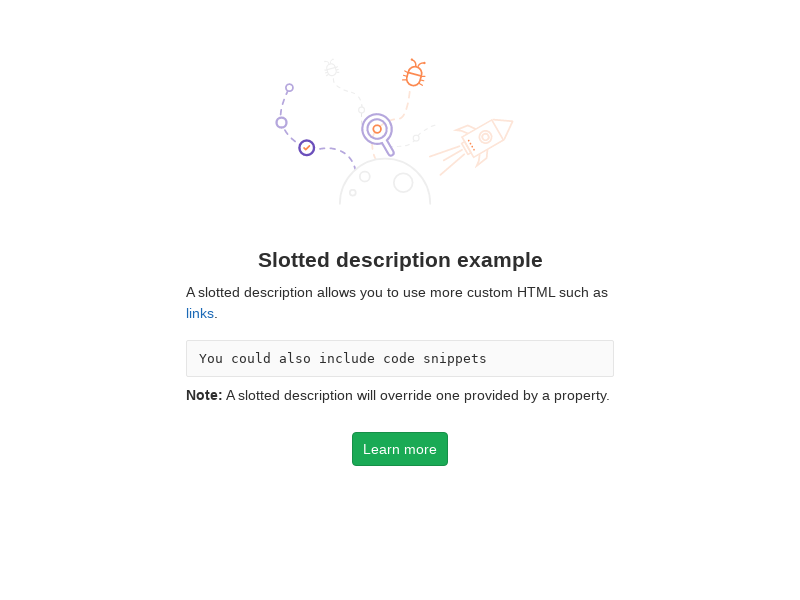 Slotted description example
A slotted description allows you to use more custom HTML such as
links.
You could also include code snippets
Note: A slotted description will override one provided by a property.
Learn more